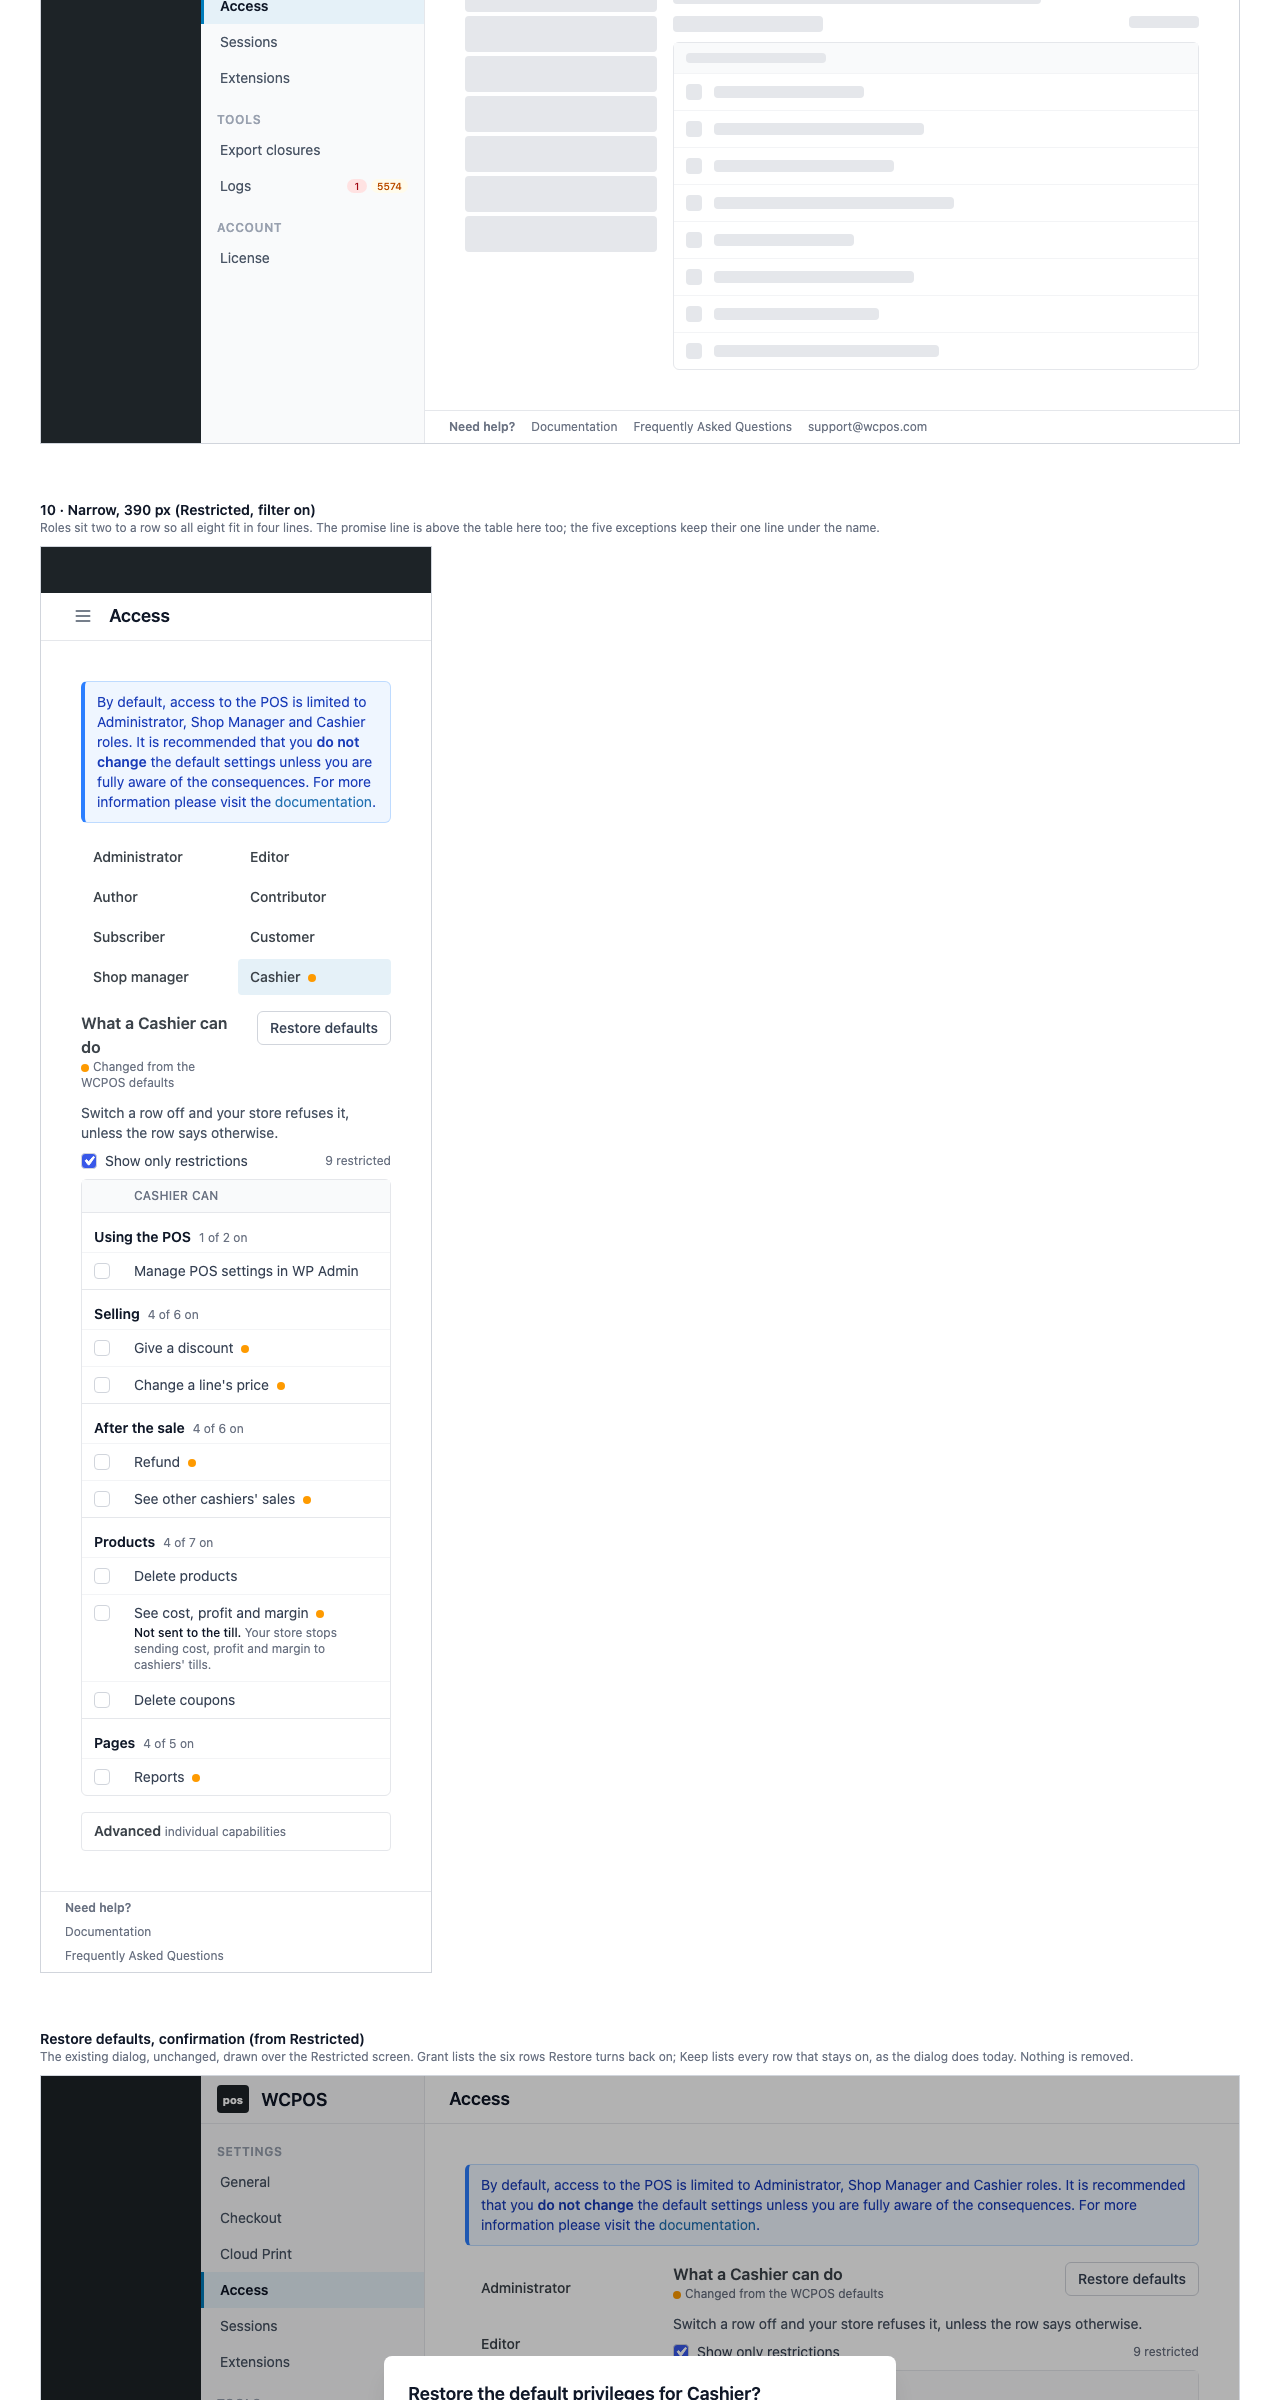 Access
Sessions
Extensions
TOOLS
Export closures
Logs 1 5574
ACCOUNT
License
Need help? Documentation Frequently Asked Questions support@wcpos.com
10 · Narrow, 390 px (Restricted, filter on)
Roles sit two to a row so all eight fit in four lines. The promise line is above the table here too; the five exceptions keep their one line under the name.
Access
By default, access to the POS is limited to
Administrator, Shop Manager and Cashier
roles. It is recommended that you do not
change the default settings unless you are
fully aware of the consequences. For more
information please visit the documentation.
Administrator Editor
Author Contributor
Subscriber Customer
Shop manager Cashier
What a Cashier can
do
Restore defaults
Changed from the
WCPOS defaults
Switch a row off and your store refuses it,
unless the row says otherwise.
Show only restrictions 9 restricted
CASHIER CAN
Using the POS 1 of 2 on
Manage POS settings in WP Admin
Selling 4 of 6 on
Give a discount
Change a line's price
After the sale 4 of 6 on
Refund
See other cashiers' sales
Products 4 of 7 on
Delete products
See cost, profit and margin
Not sent to the till. Your store stops
sending cost, profit and margin to
cashiers' tills.
Delete coupons
Pages 4 of 5 on
Reports
Advanced individual capabilities
Need help?
Documentation
Frequently Asked Questions
Restore defaults, confirmation (from Restricted)
The existing dialog, unchanged, drawn over the Restricted screen. Grant lists the six rows Restore turns back on; Keep lists every row that stays on, as the dialog does today. Nothing is removed.
pos WCPOS
Access
SETTINGS
General
Checkout
Cloud Print
Access
Sessions
Extensions
By default, access to the POS is limited to Administrator, Shop Manager and Cashier roles. It is recommended
that you do not change the default settings unless you are fully aware of the consequences. For more
information please visit the documentation.
Administrator
Editor
What a Cashier can do
Restore defaults
Changed from the WCPOS defaults
Switch a row off and your store refuses it, unless the row says otherwise.
Show only restrictions 9 restricted
Restore the default privileges for Cashier?